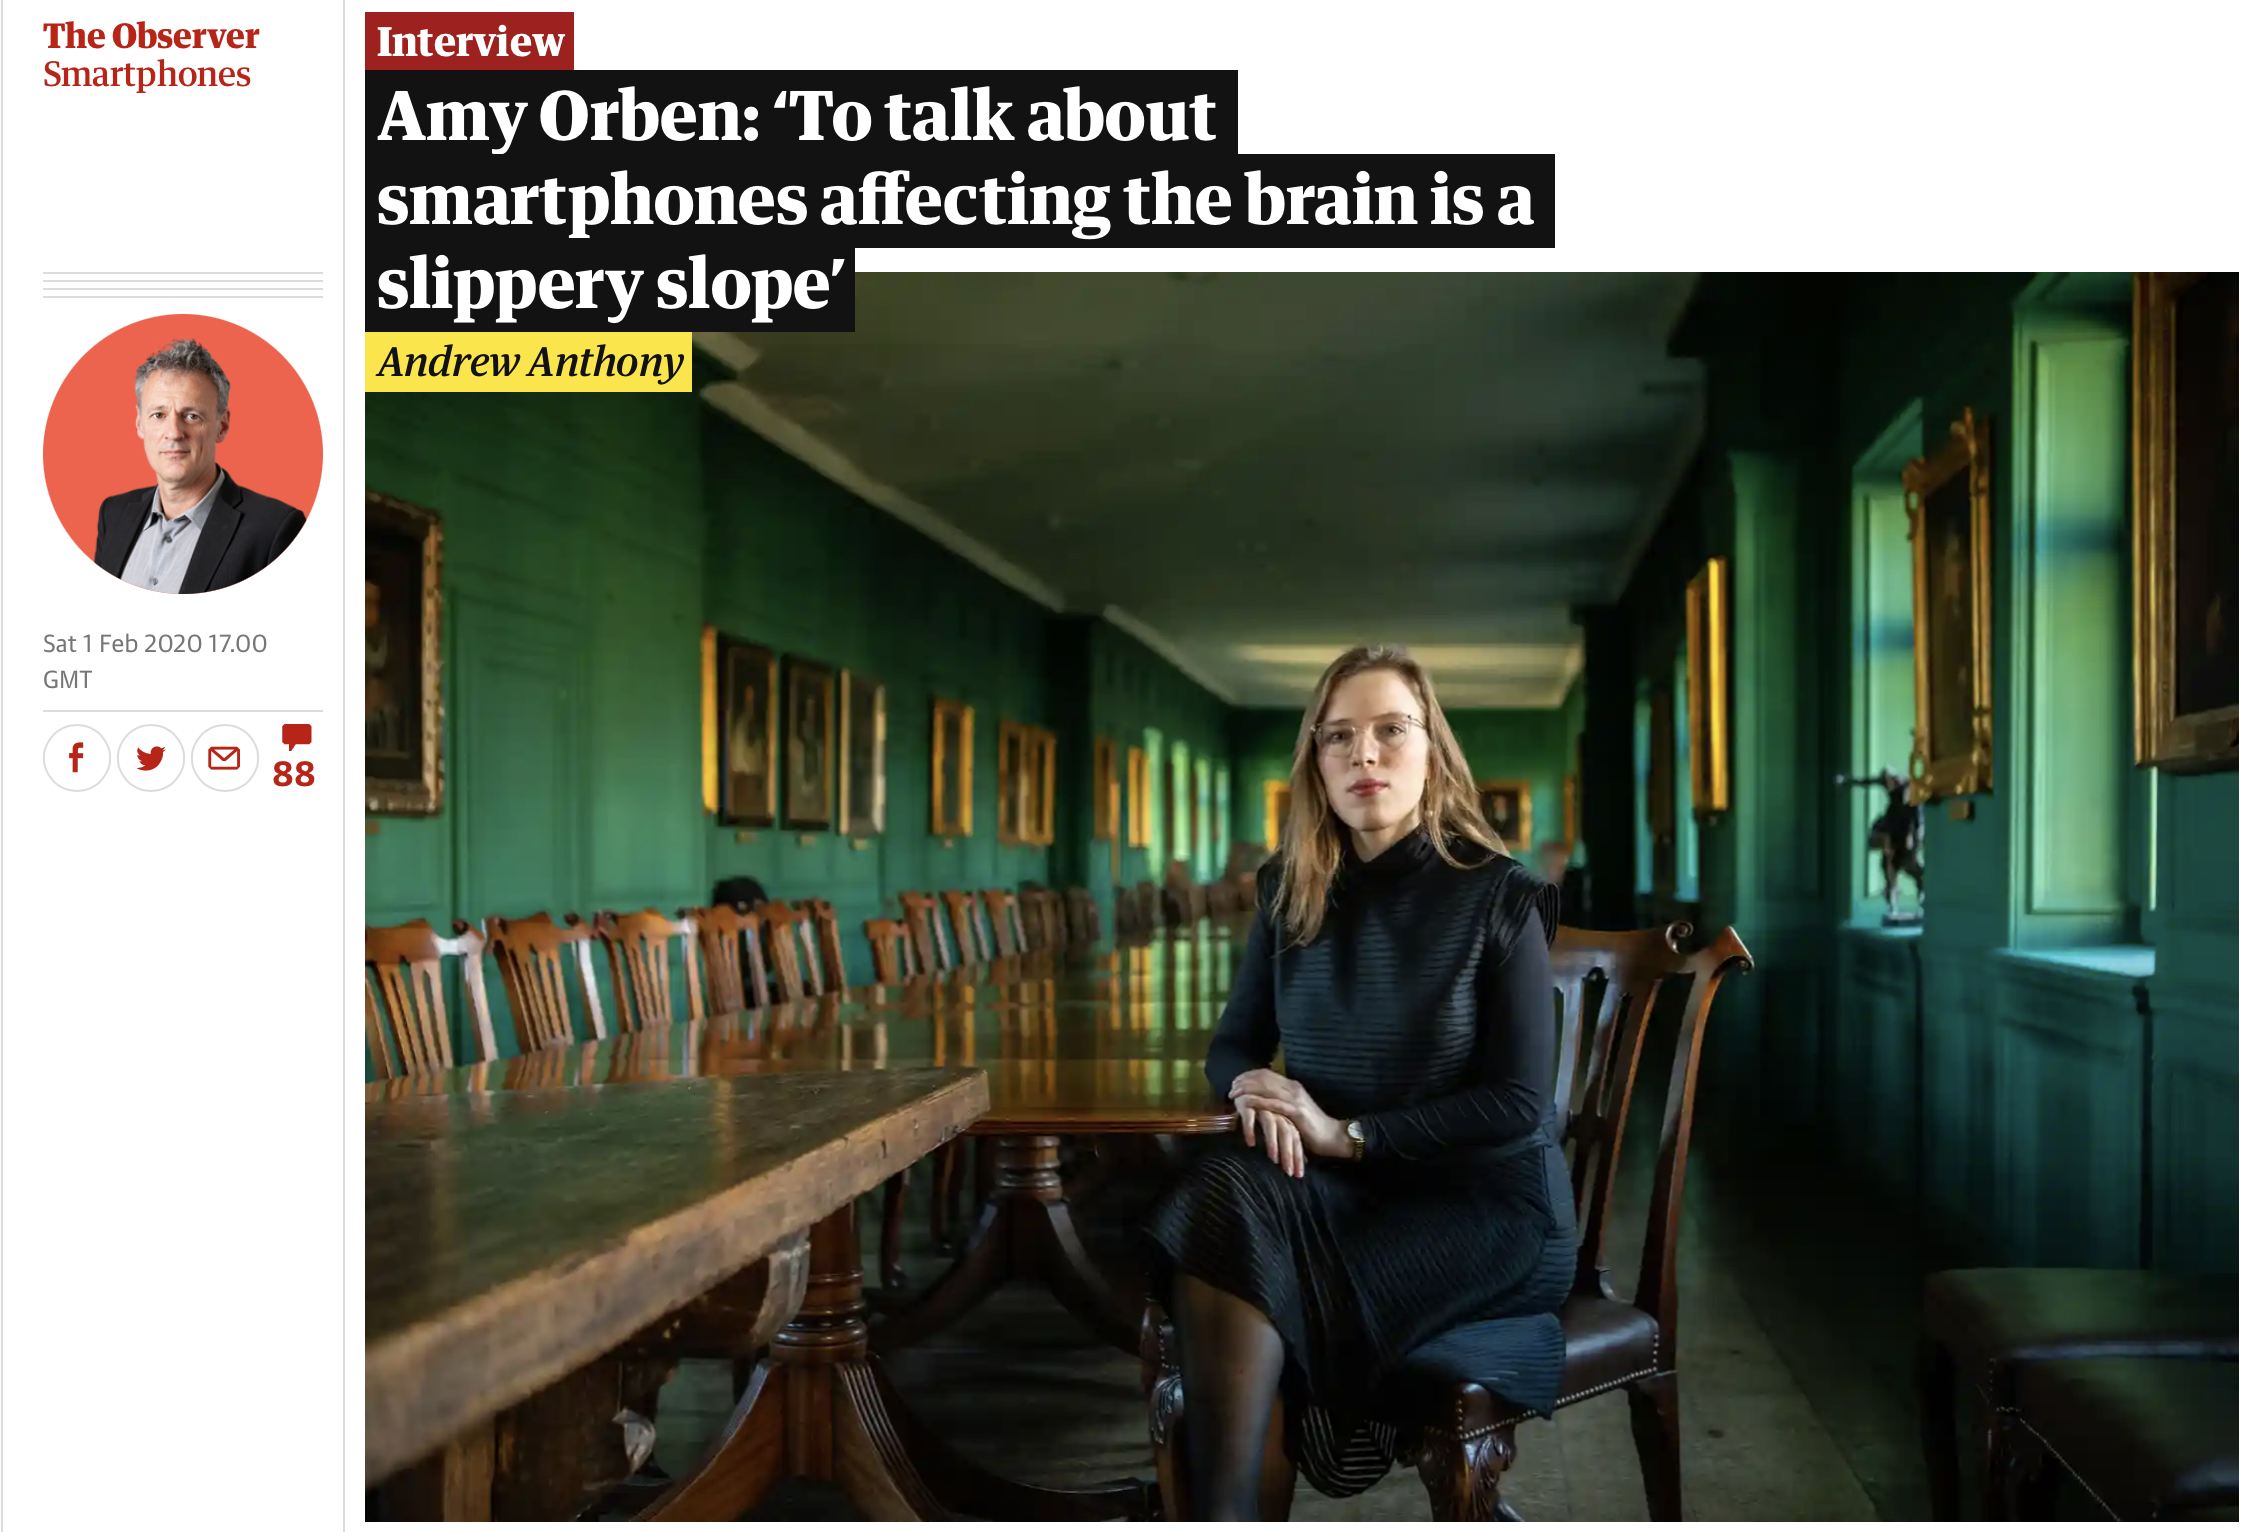 The Observer
Smartphones
Interview
Amy Orben: ‘To talk about
smartphones affecting the brain is a
slippery slope’
Andrew Anthony
Sat 1 Feb 2020 17.00
GMT
88